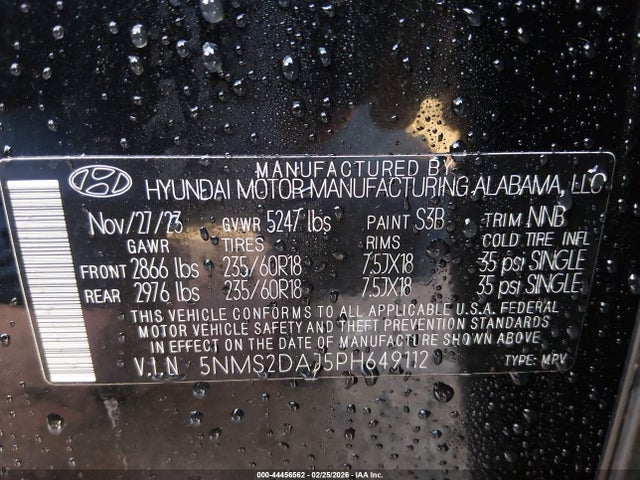 MANUFACTURED BY
HYUNDAI MOTOR MANUFACTURING ALABAMA, LLC
Nov/27/23 GVWR 5247 lbs PAINT S3B TRIM NNB
GAWR TIRES RIMS COLD TIRE INFL
FRONT 2866 lbs 235/60R18 7.5JX18 35 psi SINGLE
REAR 2976 lbs 235/60R18 7.5JX18 35 psi SINGLE
THIS VEHICLE CONFORMS TO ALL APPLICABLE U.S.A. FEDERAL
MOTOR VEHICLE SAFETY AND THEFT PREVENTION STANDARDS
IN EFFECT ON THE DATE OF MANUFACTURE SHOWN ABOVE
V.I.N 5NMS2DAJ5PH649112 TYPE: MPV
000-44456562 - 02/25/2026 - IAA Inc.